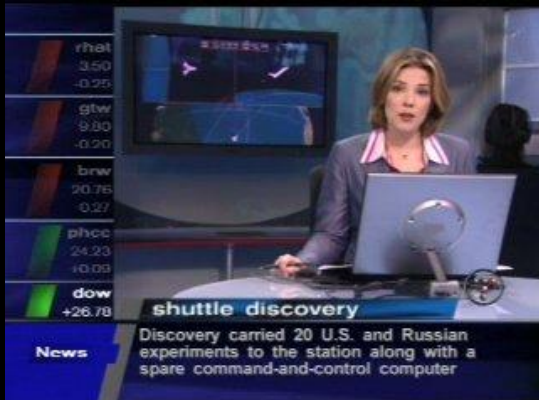 rhat
3.50
-0.25
gtw
9.80
-0.20
brw
20.76
0.27
phcc
24.23
+0.09
dow
+26.78
shuttle discovery
News
Discovery carried 20 U.S. and Russian
experiments to the station along with a
spare command-and-control computer